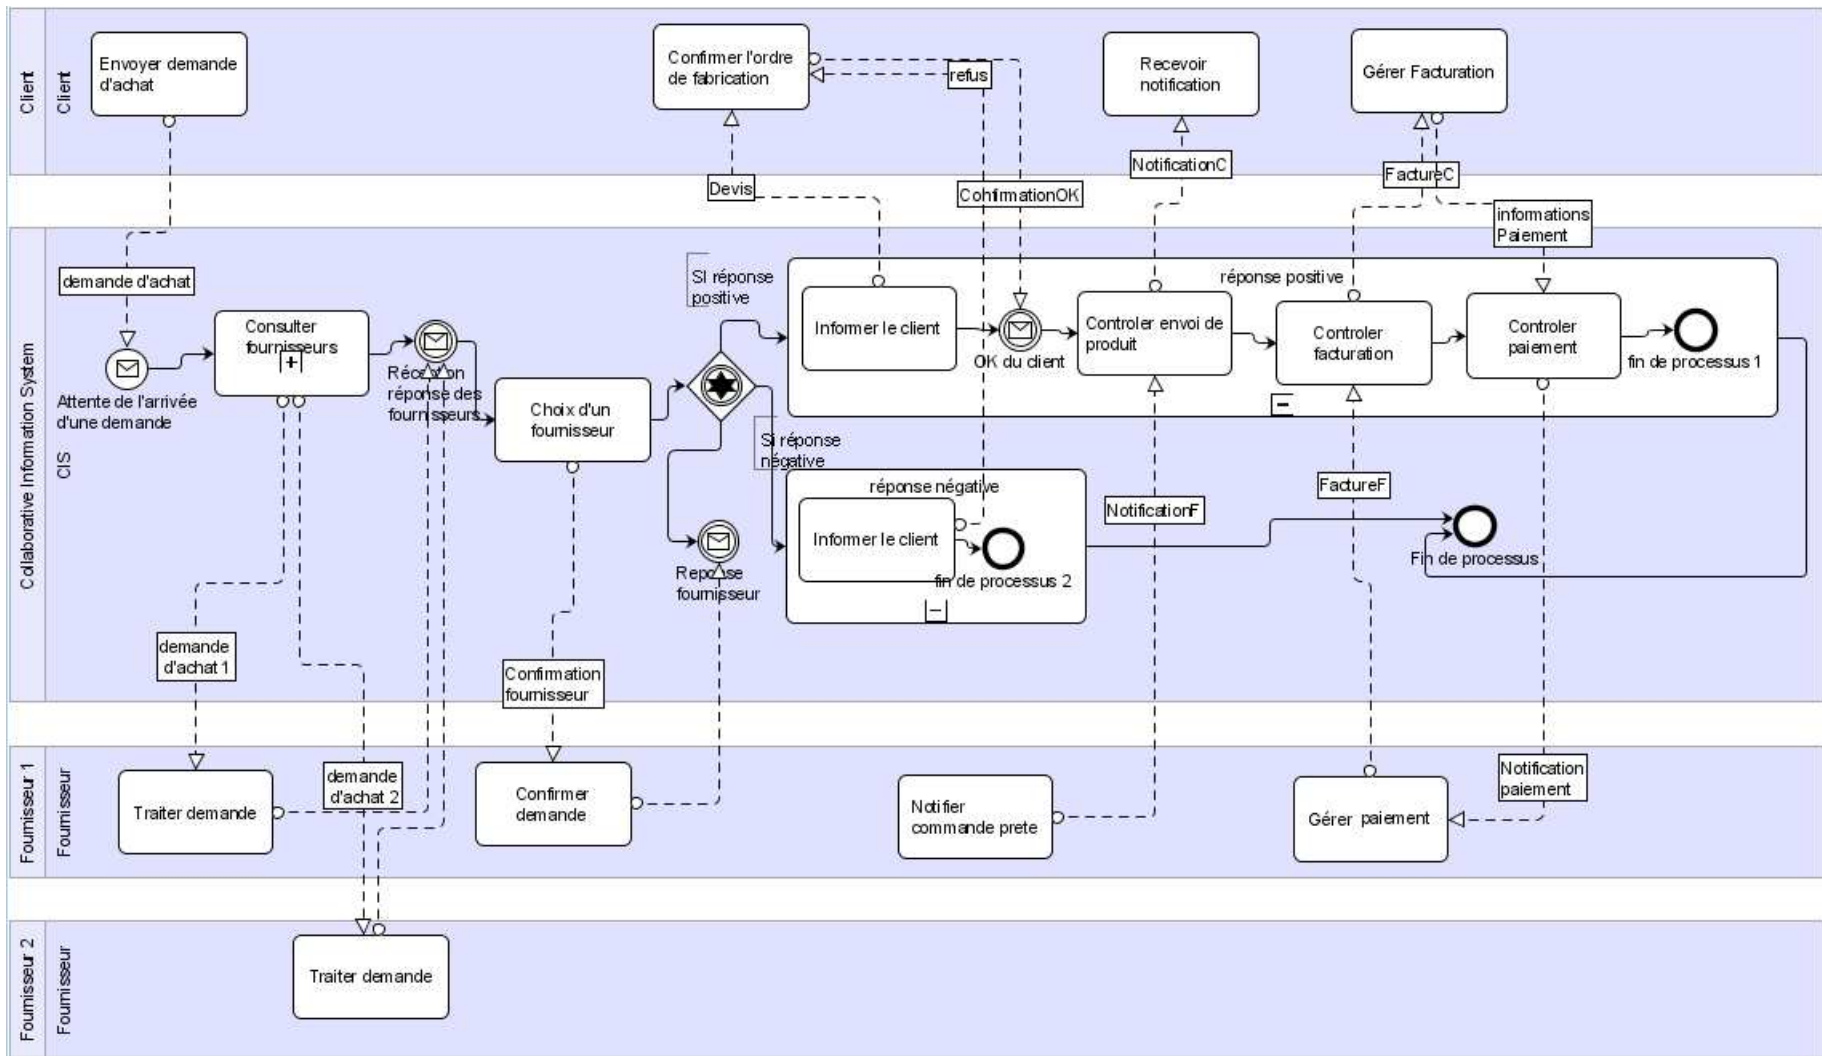 Client
Client
Envoyer demande
d'achat
Confirmer l'ordre
de fabrication
refus
Recevoir
notification
Gérer Facturation
NotificationC
FactureC
Devis
ConfirmationOK
informations
Paiement
Collaborative Information System
CIS
demande d'achat
Attente de l'arrivée
d'une demande
Consulter
fournisseurs
Réception
réponse des
fournisseurs
Choix d'un
fournisseur
SI réponse
positive
réponse positive
Informer le client
OK du client
Controler envoi de
produit
Controler
facturation
Controler
paiement
fin de processus 1
Si réponse
négative
réponse négative
Informer le client
fin de processus 2
Reponse
fournisseur
NotificationF
FactureF
Fin de processus
demande
d'achat 1
Confirmation
fournisseur
Fournisseur 1
Fournisseur
Traiter demande
demande
d'achat 2
Confirmer
demande
Notifier
commande prete
Gérer paiement
Notification
paiement
Fournisseur 2
Fournisseur
Traiter demande